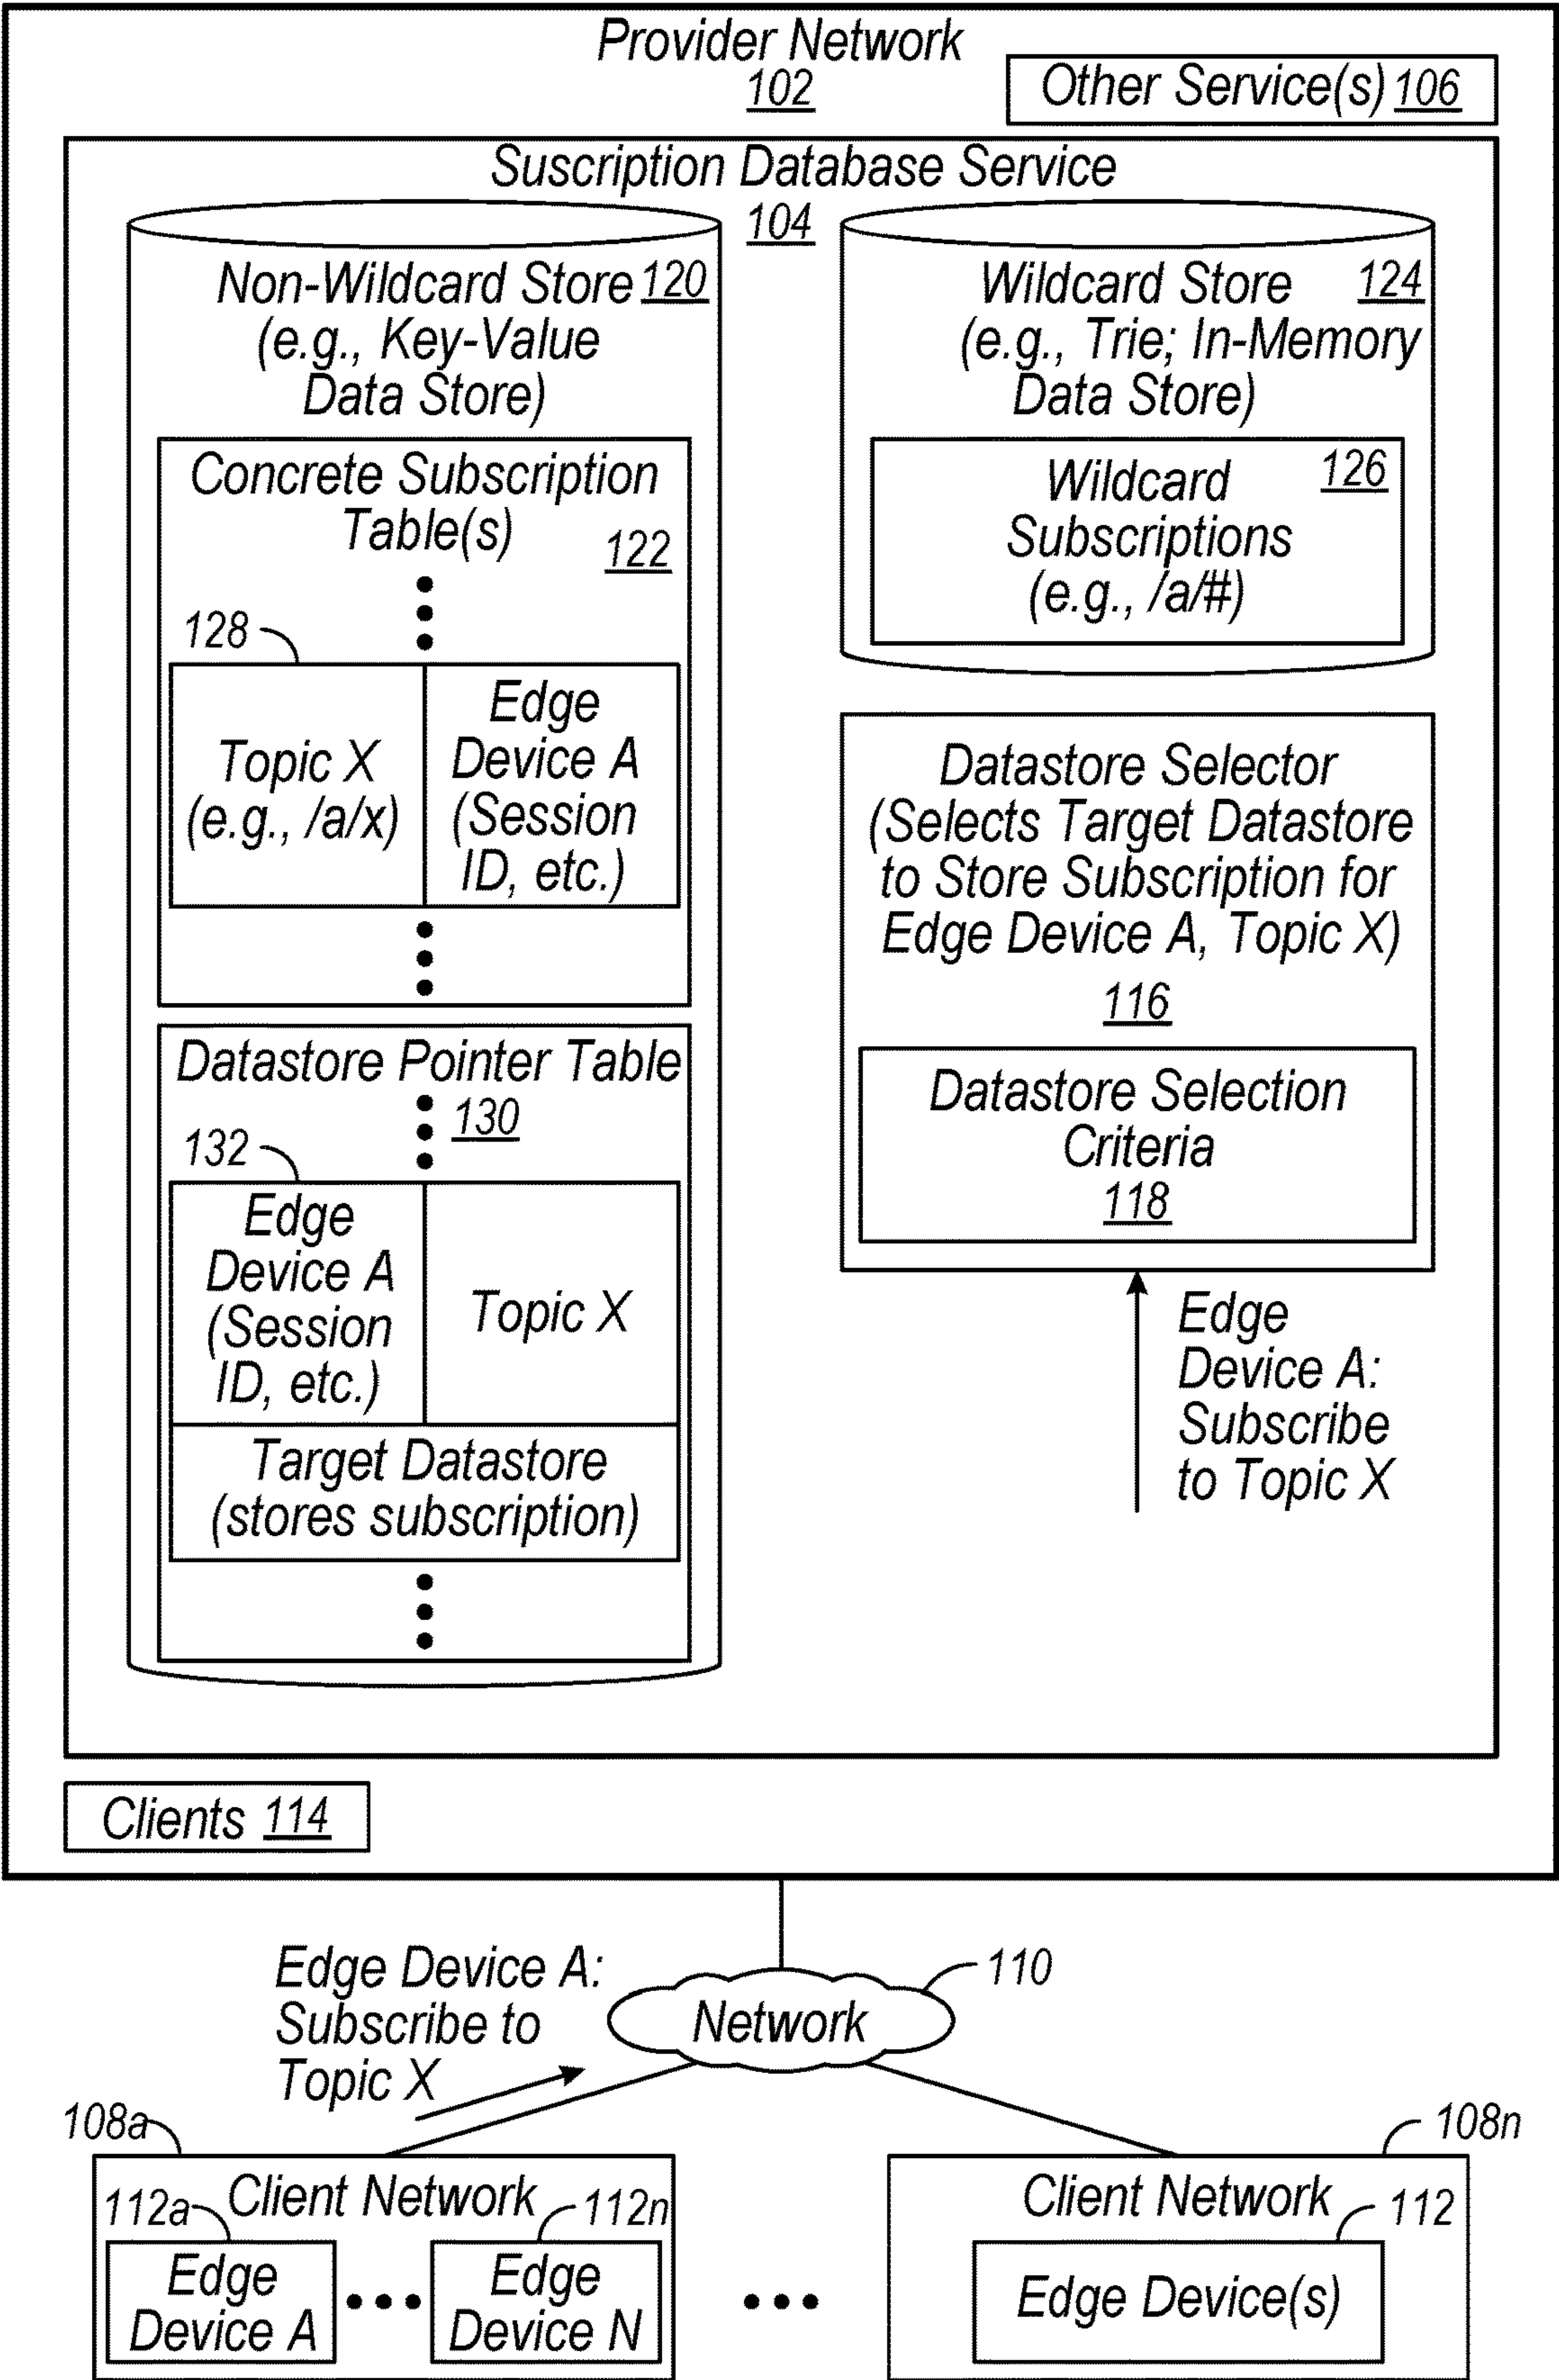 Provider Network
102
Other Service(s) 106
Suscription Database Service
104
Non-Wildcard Store 120
(e.g., Key-Value
Data Store)
Concrete Subscription
Table(s)
122
128
Topic X
(e.g., /a/x)
Edge
Device A
(Session
ID, etc.)
Datastore Pointer Table
130
132
Edge
Device A
(Session
ID, etc.)
Topic X
Target Datastore
(stores subscription)
Wildcard Store 124
(e.g., Trie; In-Memory
Data Store)
Wildcard 126
Subscriptions
(e.g., /a/#)
Datastore Selector
(Selects Target Datastore
to Store Subscription for
Edge Device A, Topic X)
116
Datastore Selection
Criteria
118
Edge
Device A:
Subscribe
to Topic X
Clients 114
Edge Device A:
Subscribe to
Topic X
Network
110
108a
Client Network
112a
112n
Edge
Device A
Edge
Device N
108n
Client Network
112
Edge Device(s)